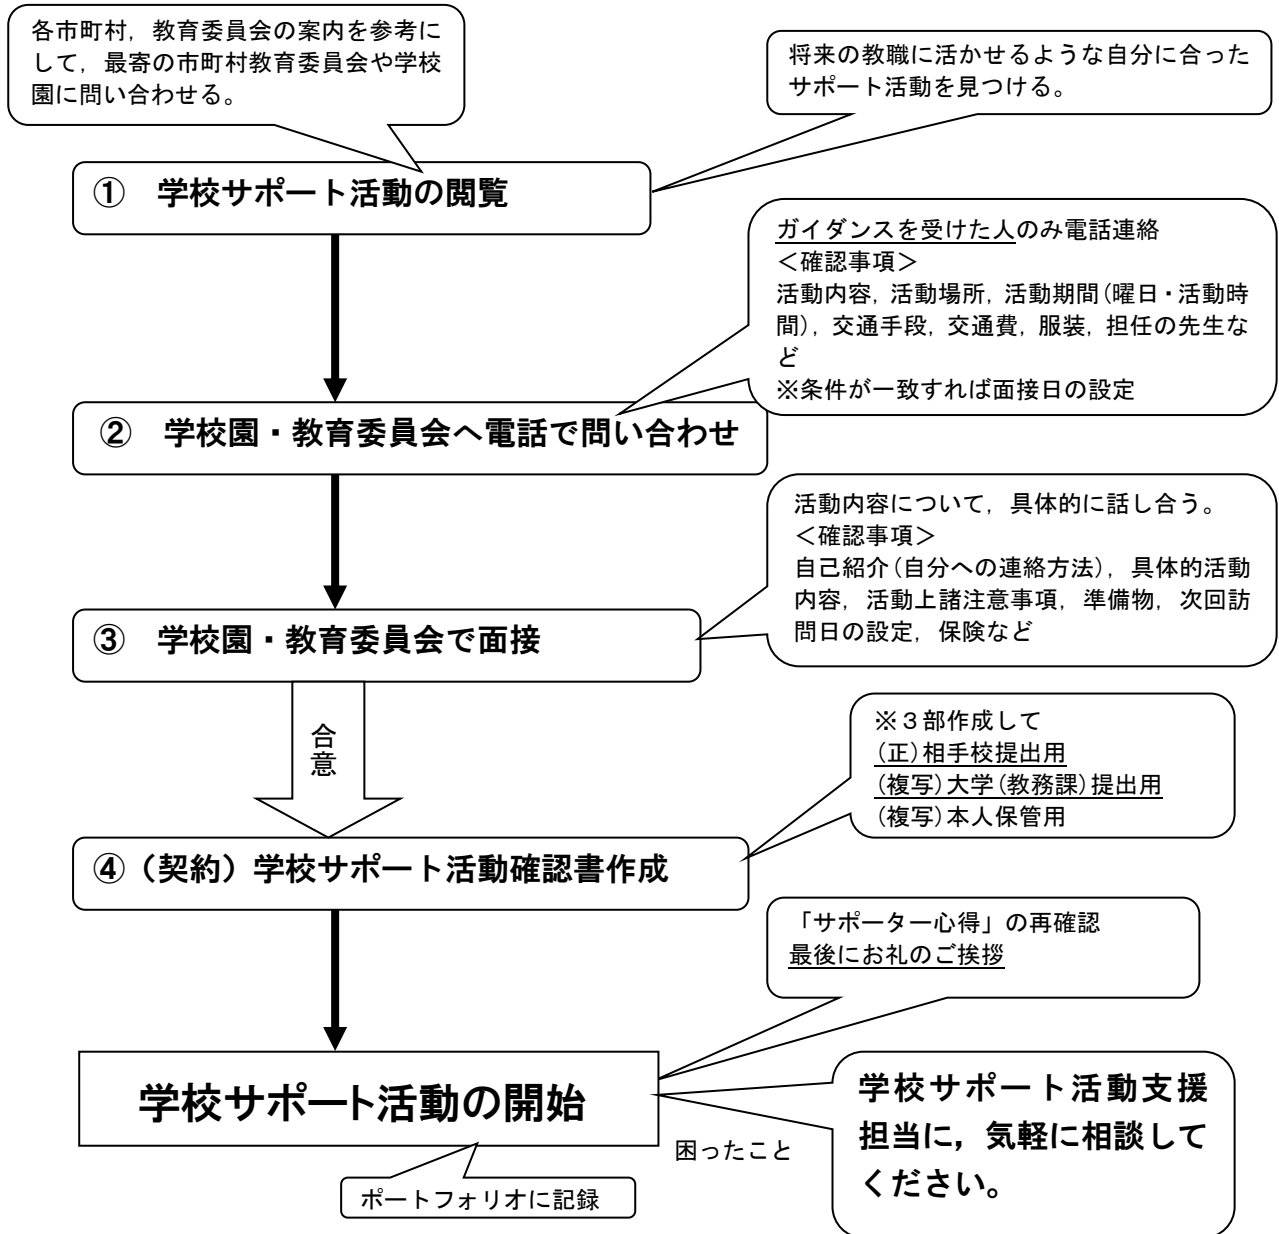 各市町村，教育委員会の案内を参考に
して，最寄の市町村教育委員会や学校
園に問い合わせる。
将来の教職に活かせるような自分に合った
サポート活動を見つける。
①　学校サポート活動の閲覧
ガイダンスを受けた人のみ電話連絡
＜確認事項＞
活動内容，活動場所，活動期間（曜日・活動時
間），交通手段，交通費，服装，担任の先生な
ど
※条件が一致すれば面接日の設定
②　学校園・教育委員会へ電話で問い合わせ
活動内容について，具体的に話し合う。
＜確認事項＞
自己紹介（自分への連絡方法），具体的活動
内容，活動上諸注意事項，準備物，次回訪
問日の設定，保険など
③　学校園・教育委員会で面接
合意
※３部作成して
（正）相手校提出用
（複写）大学（教務課）提出用
（複写）本人保管用
④（契約）学校サポート活動確認書作成
「サポーター心得」の再確認
最後にお礼のご挨拶
学校サポート活動の開始
学校サポート活動支援
担当に，気軽に相談して
ください。
困ったこと
ポートフォリオに記録